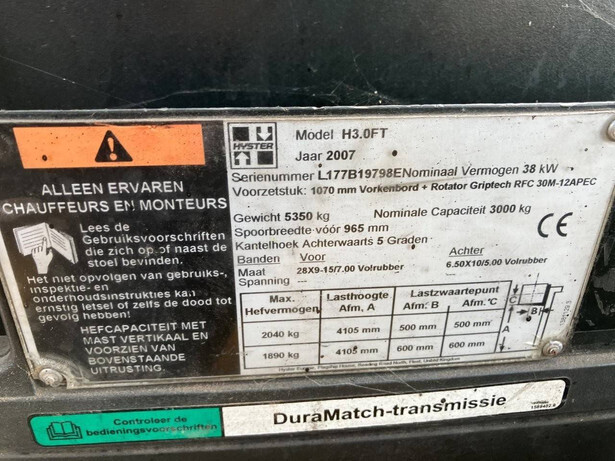 ALLEEN ERVAREN
CHAUFFEURS EN MONTEURS
Lees de
Gebruiksvoorschriften
die zich op of naast de
stoel bevinden.
Het niet opvolgen van gebruiks-,
inspektie- en
onderhoudsinstrukties kan
ernstig letsel of zelfs de dood tot
gevolg hebben!
HEFCAPACITEIT MET
MAST VERTIKAAL EN
VOORZIEN VAN
BOVENSTAANDE
UITRUSTING.
HYSTER
Model H3.0FT
Jaar 2007
Serienummer L177B19798E Nominaal Vermogen 38 kW
Voorzetstuk: 1070 mm Vorkenbord + Rotator Griptech RFC 30M-12APEC
Gewicht 5350 kg Nominale Capaciteit 3000 kg
Spoorbreedte vóór 965 mm
Kantelhoek Achterwaarts 5 Graden
Banden Voor Achter
Maat 28X9-15/7.00 Volrubber 6.50X10/5.00 Volrubber
Spanning --- ---
Max. Hefvermogen Lasthoogte Afm. A Lastzwaartepunt Afm. B Afm. C
2040 kg 4105 mm 500 mm 500 mm
1890 kg 4105 mm 600 mm 600 mm
C
B
A
Controleer de
bedieningsvoorschriften
DuraMatch-transmissie